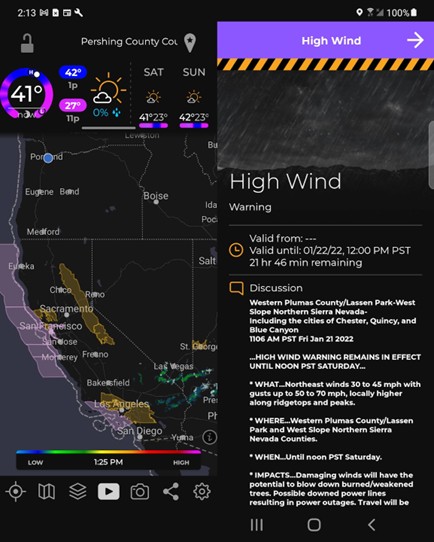 2:13
100%
Pershing County Cou
41°
now
42°
1p
27°
11p
0%
SAT
SUN
41°23°
42°23°
Lewiston
Portland
Eugene
Bend
Boise
Medford
Eureka
Salt
Chico
Reno
Sacramento
San Francisco
San Jose
Monterey
Fresno
St. George
Las Vegas
Bakersfield
Los Angeles
San Diego
Yuma
LOW
1:25 PM
HIGH
High Wind
High Wind
Warning
Valid from: ---
Valid until: 01/22/22, 12:00 PM PST
21 hr 46 min remaining
Discussion
Western Plumas County/Lassen Park-West
Slope Northern Sierra Nevada-
Including the cities of Chester, Quincy, and
Blue Canyon
1106 AM PST Fri Jan 21 2022
...HIGH WIND WARNING REMAINS IN EFFECT
UNTIL NOON PST SATURDAY...
* WHAT...Northeast winds 30 to 45 mph with
gusts up to 50 to 70 mph, locally higher
along ridgetops and peaks.
* WHERE...Western Plumas County/Lassen
Park and West Slope Northern Sierra
Nevada Counties.
* WHEN...Until noon PST Saturday.
* IMPACTS...Damaging winds will have the
potential to blow down burned/weakened
trees. Possible downed power lines
resulting in power outages. Travel will be